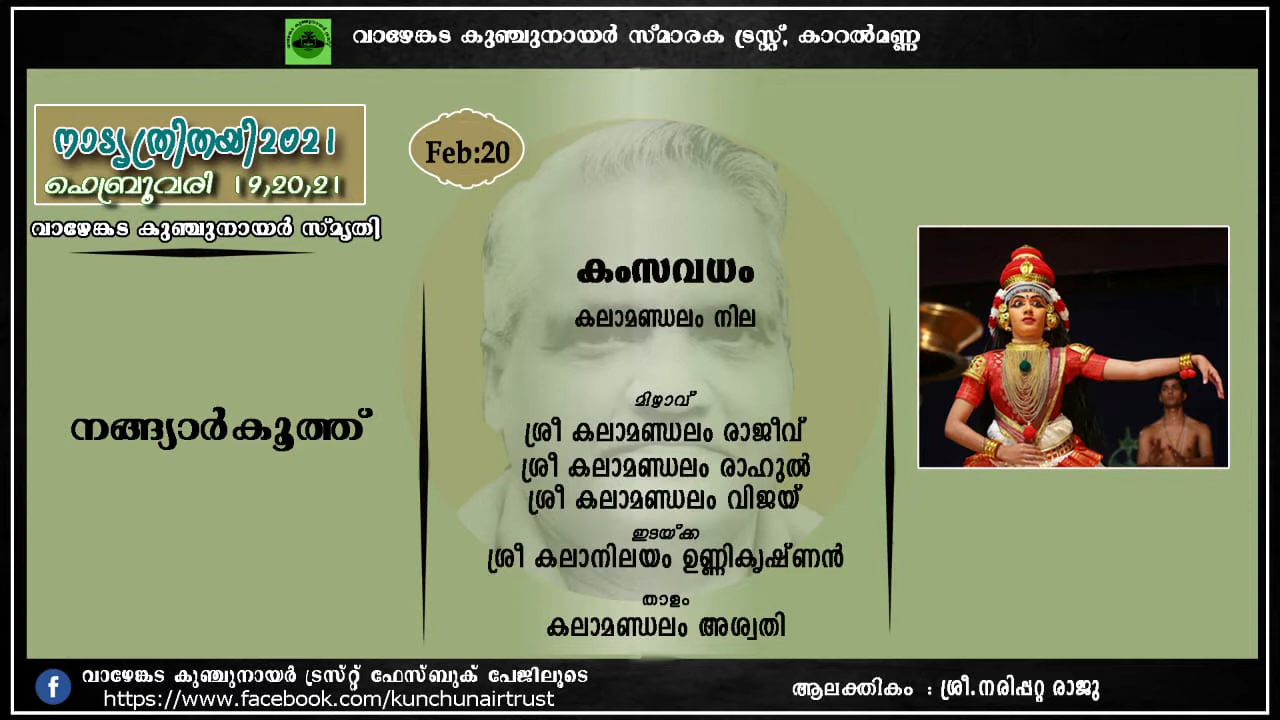 വാഴേങ്കട കുഞ്ചുനായർ സ്മാരക ട്രസ്റ്റ്, കാറൽമണ്ണ
നാട്യത്രിതയി 2021
ഫെബ്രുവരി 19,20,21
വാഴേങ്കട കുഞ്ചുനായർ സ്മൃതി
Feb:20
നങ്ങ്യാർകൂത്ത്
കംസവധം
കലാമണ്ഡലം നില
മിഴാവ്
ശ്രീ കലാമണ്ഡലം രാജീവ്
ശ്രീ കലാമണ്ഡലം രാഹുൽ
ശ്രീ കലാമണ്ഡലം വിജയ്
ഇടയ്ക്ക
ശ്രീ കലാനിലയം ഉണ്ണികൃഷ്ണൻ
താളം
കലാമണ്ഡലം അശ്വതി
വാഴേങ്കട കുഞ്ചുനായർ ട്രസ്റ്റ് ഫേസ്ബുക് പേജിലൂടെ
https://www.facebook.com/kunchunairtrust
ആലക്തികം : ശ്രീ.നരിപ്പറ്റ രാജു